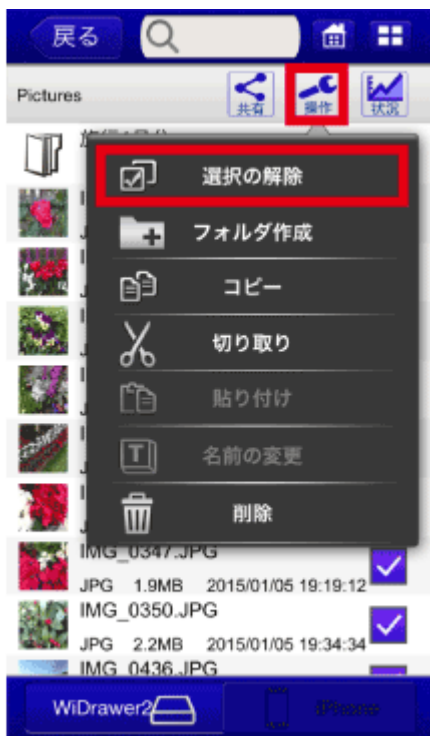 戻る
Pictures
共有
操作
状況
選択の解除
フォルダ作成
コピー
切り取り
貼り付け
名前の変更
削除
IMG_0347.JPG
JPG 1.9MB 2015/01/05 19:19:12
IMG_0350.JPG
JPG 2.2MB 2015/01/05 19:34:34
IMG_0436.JPG
WiDrawer2
iPhone